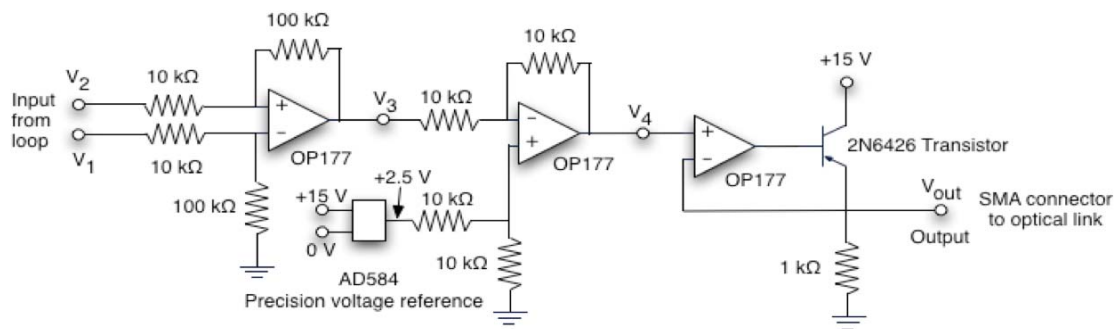 100 kΩ
10 kΩ
+15 V
V2
10 kΩ
Input
from
loop
V3
10 kΩ
V4
+
-
-
+
+
-
2N6426 Transistor
V1
10 kΩ
OP177
OP177
OP177
+2.5 V
Vout
SMA connector
to optical link
100 kΩ
+15 V
10 kΩ
Output
0 V
10 kΩ
1 kΩ
AD584
Precision voltage reference